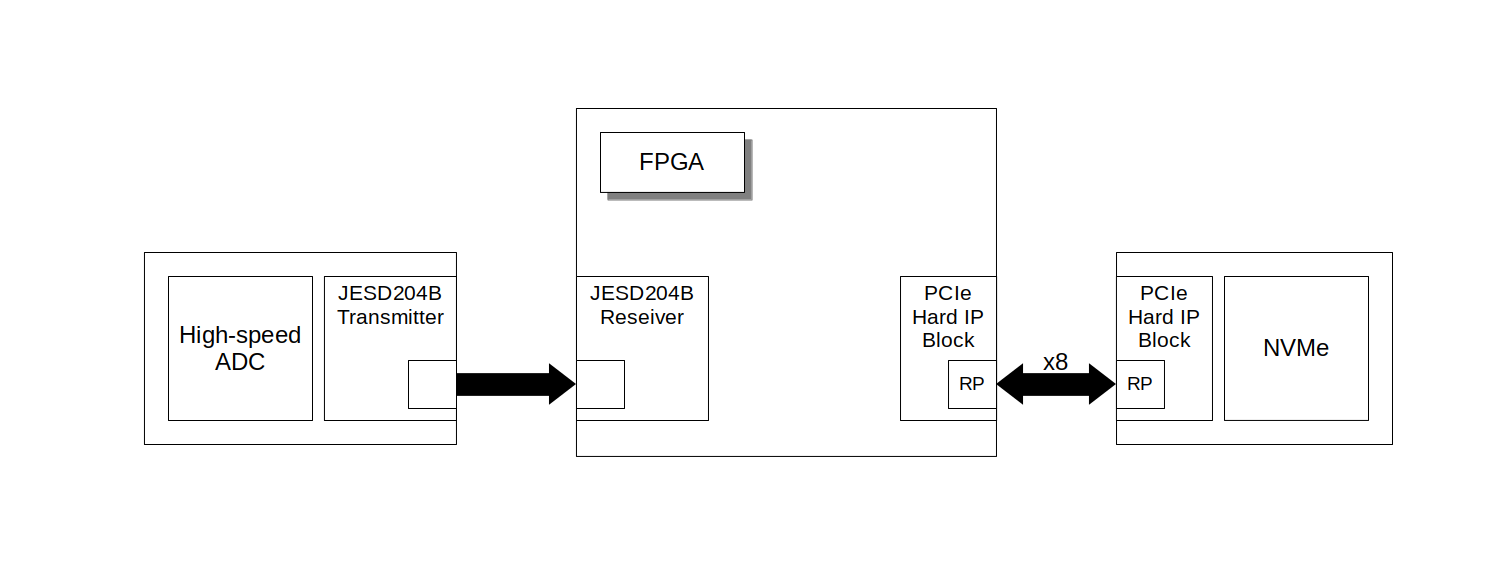 FPGA
High-speed
ADC
JESD204B
Transmitter
JESD204B
Reseiver
PCIe
Hard IP
Block
RP
x8
PCIe
Hard IP
Block
RP
NVMe